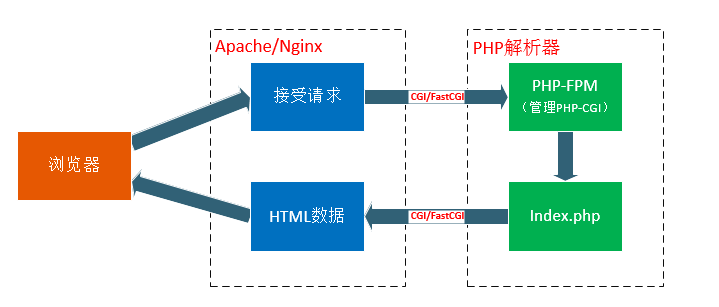 Apache/Nginx
PHP解析器
接受请求
CGI/FastCGI
PHP-FPM
（管理PHP-CGI）
浏览器
HTML数据
CGI/FastCGI
Index.php